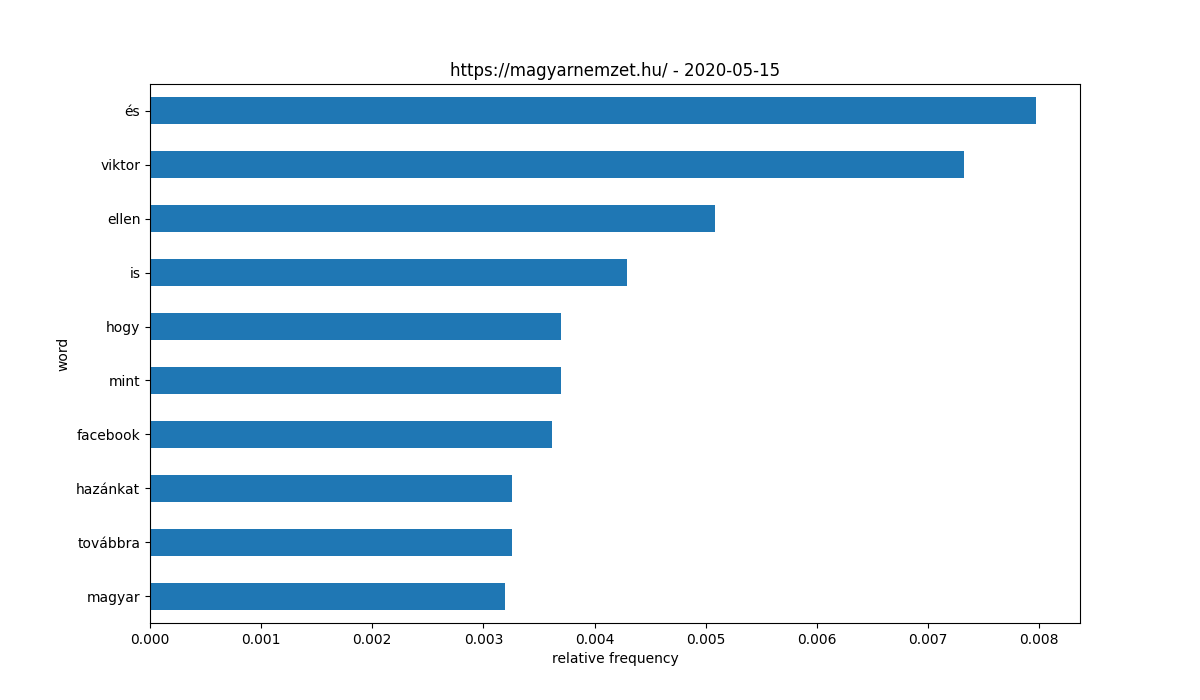 https://magyarnemzet.hu/ - 2020-05-15
és
viktor
ellen
is
hogy
mint
facebook
hazánkat
továbbra
magyar
word
0.000 0.001 0.002 0.003 0.004 0.005 0.006 0.007 0.008
relative frequency